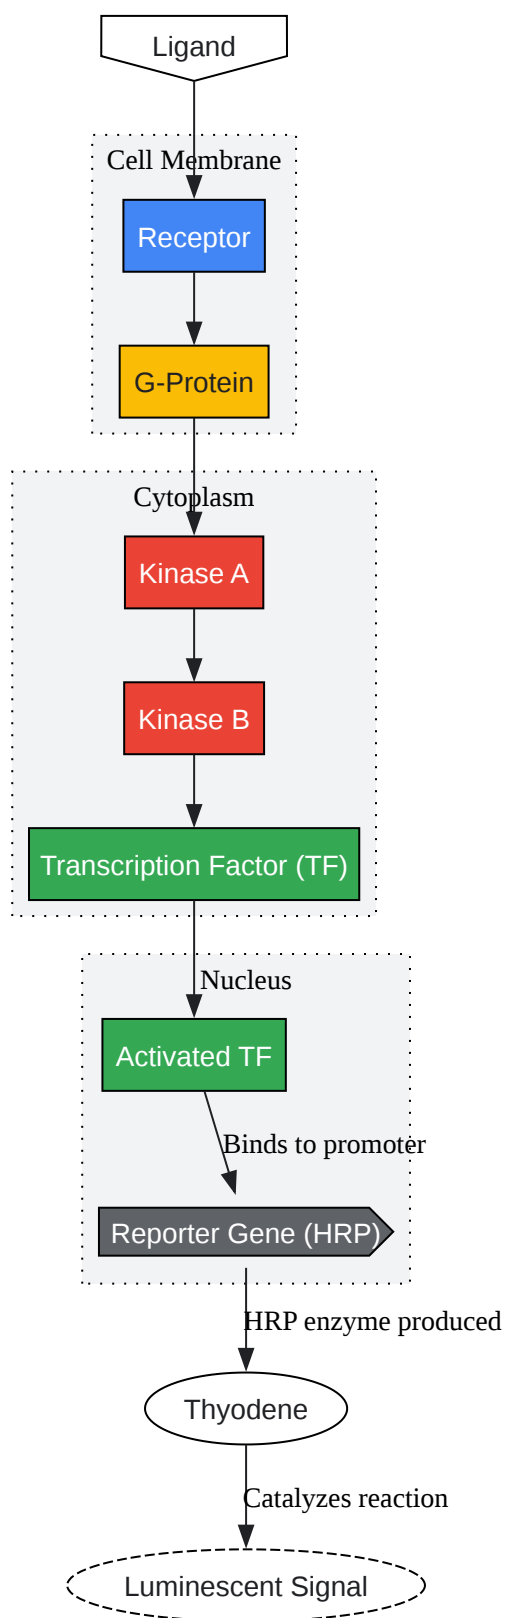 Ligand
Cell Membrane
Receptor
G-Protein
Cytoplasm
Kinase A
Kinase B
Transcription Factor (TF)
Nucleus
Activated TF
Binds to promoter
Reporter Gene (HRP)
HRP enzyme produced
Thyodene
Catalyzes reaction
Luminescent Signal